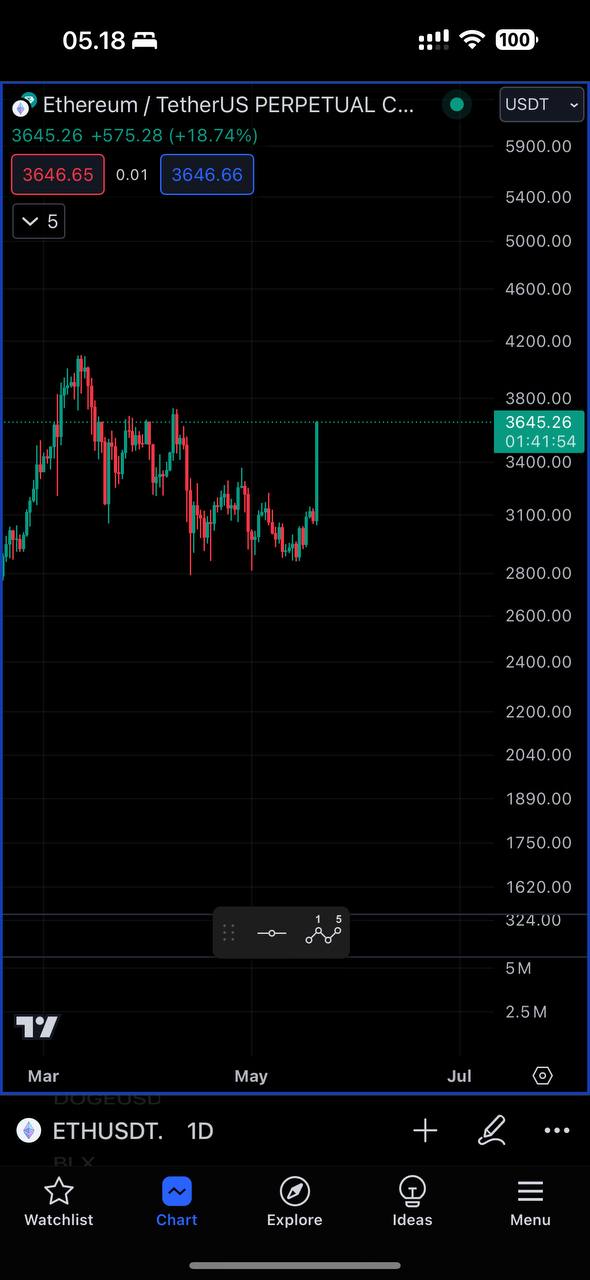 05.18
100
Ethereum / TetherUS PERPETUAL C...
USDT
3645.26 +575.28 (+18.74%)
3646.65 0.01 3646.66
5
5900.00
5400.00
5000.00
4600.00
4200.00
3800.00
3645.26
01:41:54
3400.00
3100.00
2800.00
2600.00
2400.00
2200.00
2040.00
1890.00
1750.00
1620.00
1 5
324.00
5 M
2.5 M
Mar May Jul
DOGEUSD
ETHUSDT. 1D
BLX
Watchlist Chart Explore Ideas Menu